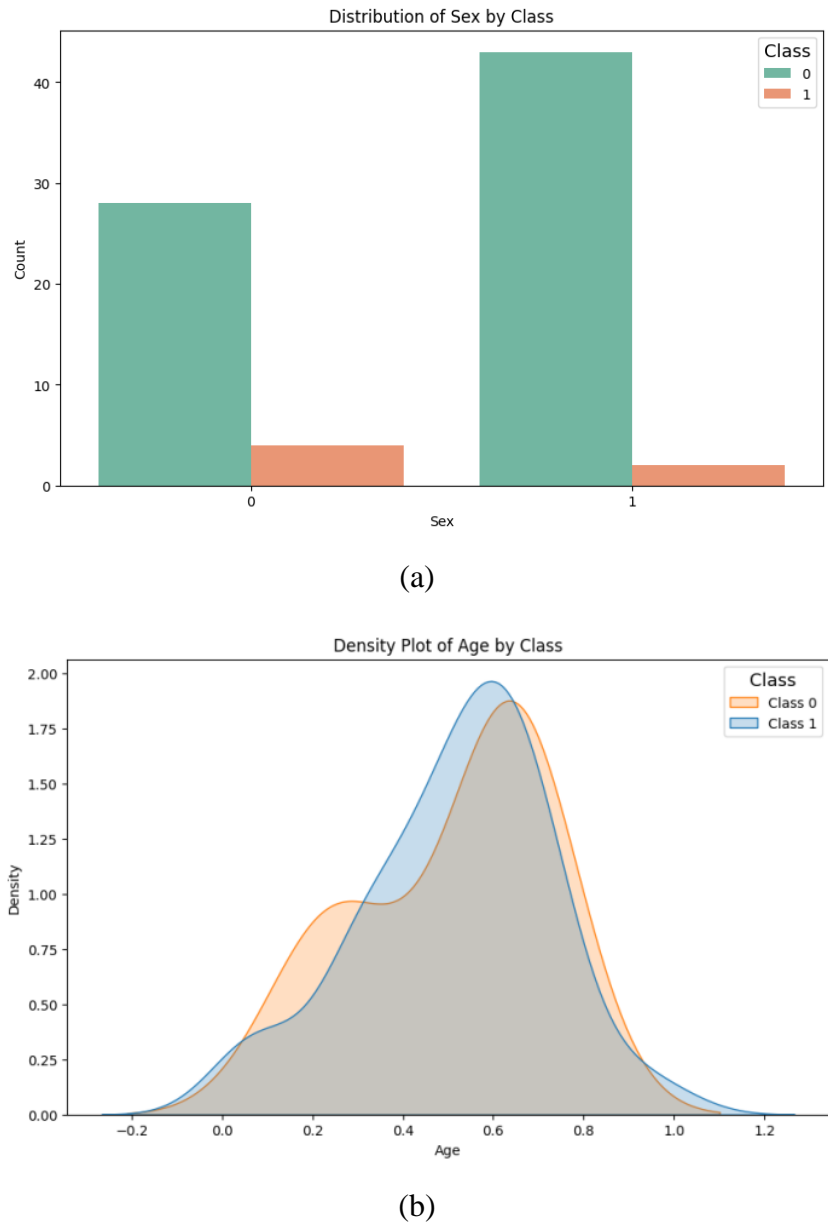 Distribution of Sex by Class
Class
0
1
40
30
20
10
0
Count
0
1
Sex
(a)
Density Plot of Age by Class
Class
Class 0
Class 1
2.00
1.75
1.50
1.25
1.00
0.75
0.50
0.25
0.00
Density
−0.2
0.0
0.2
0.4
0.6
0.8
1.0
1.2
Age
(b)